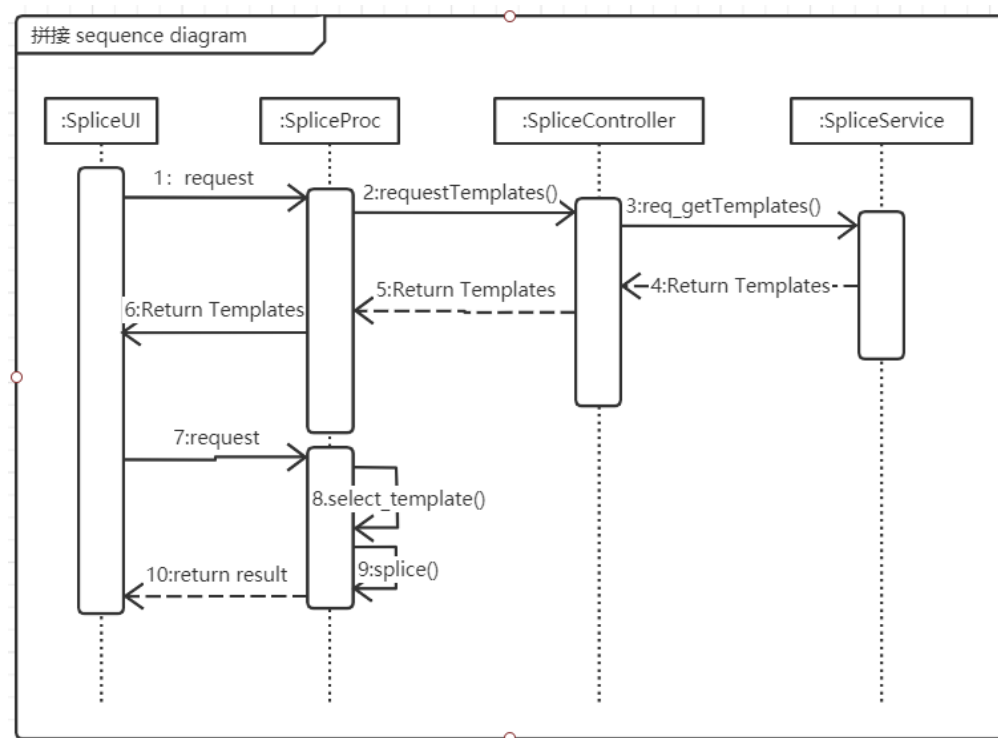 拼接 sequence diagram
:SpliceUI
:SpliceProc
:SpliceController
:SpliceService
1: request
2:requestTemplates()
3:req_getTemplates()
4:Return Templates
5:Return Templates
6:Return Templates
7:request
8.select_template()
9:splice()
10:return result